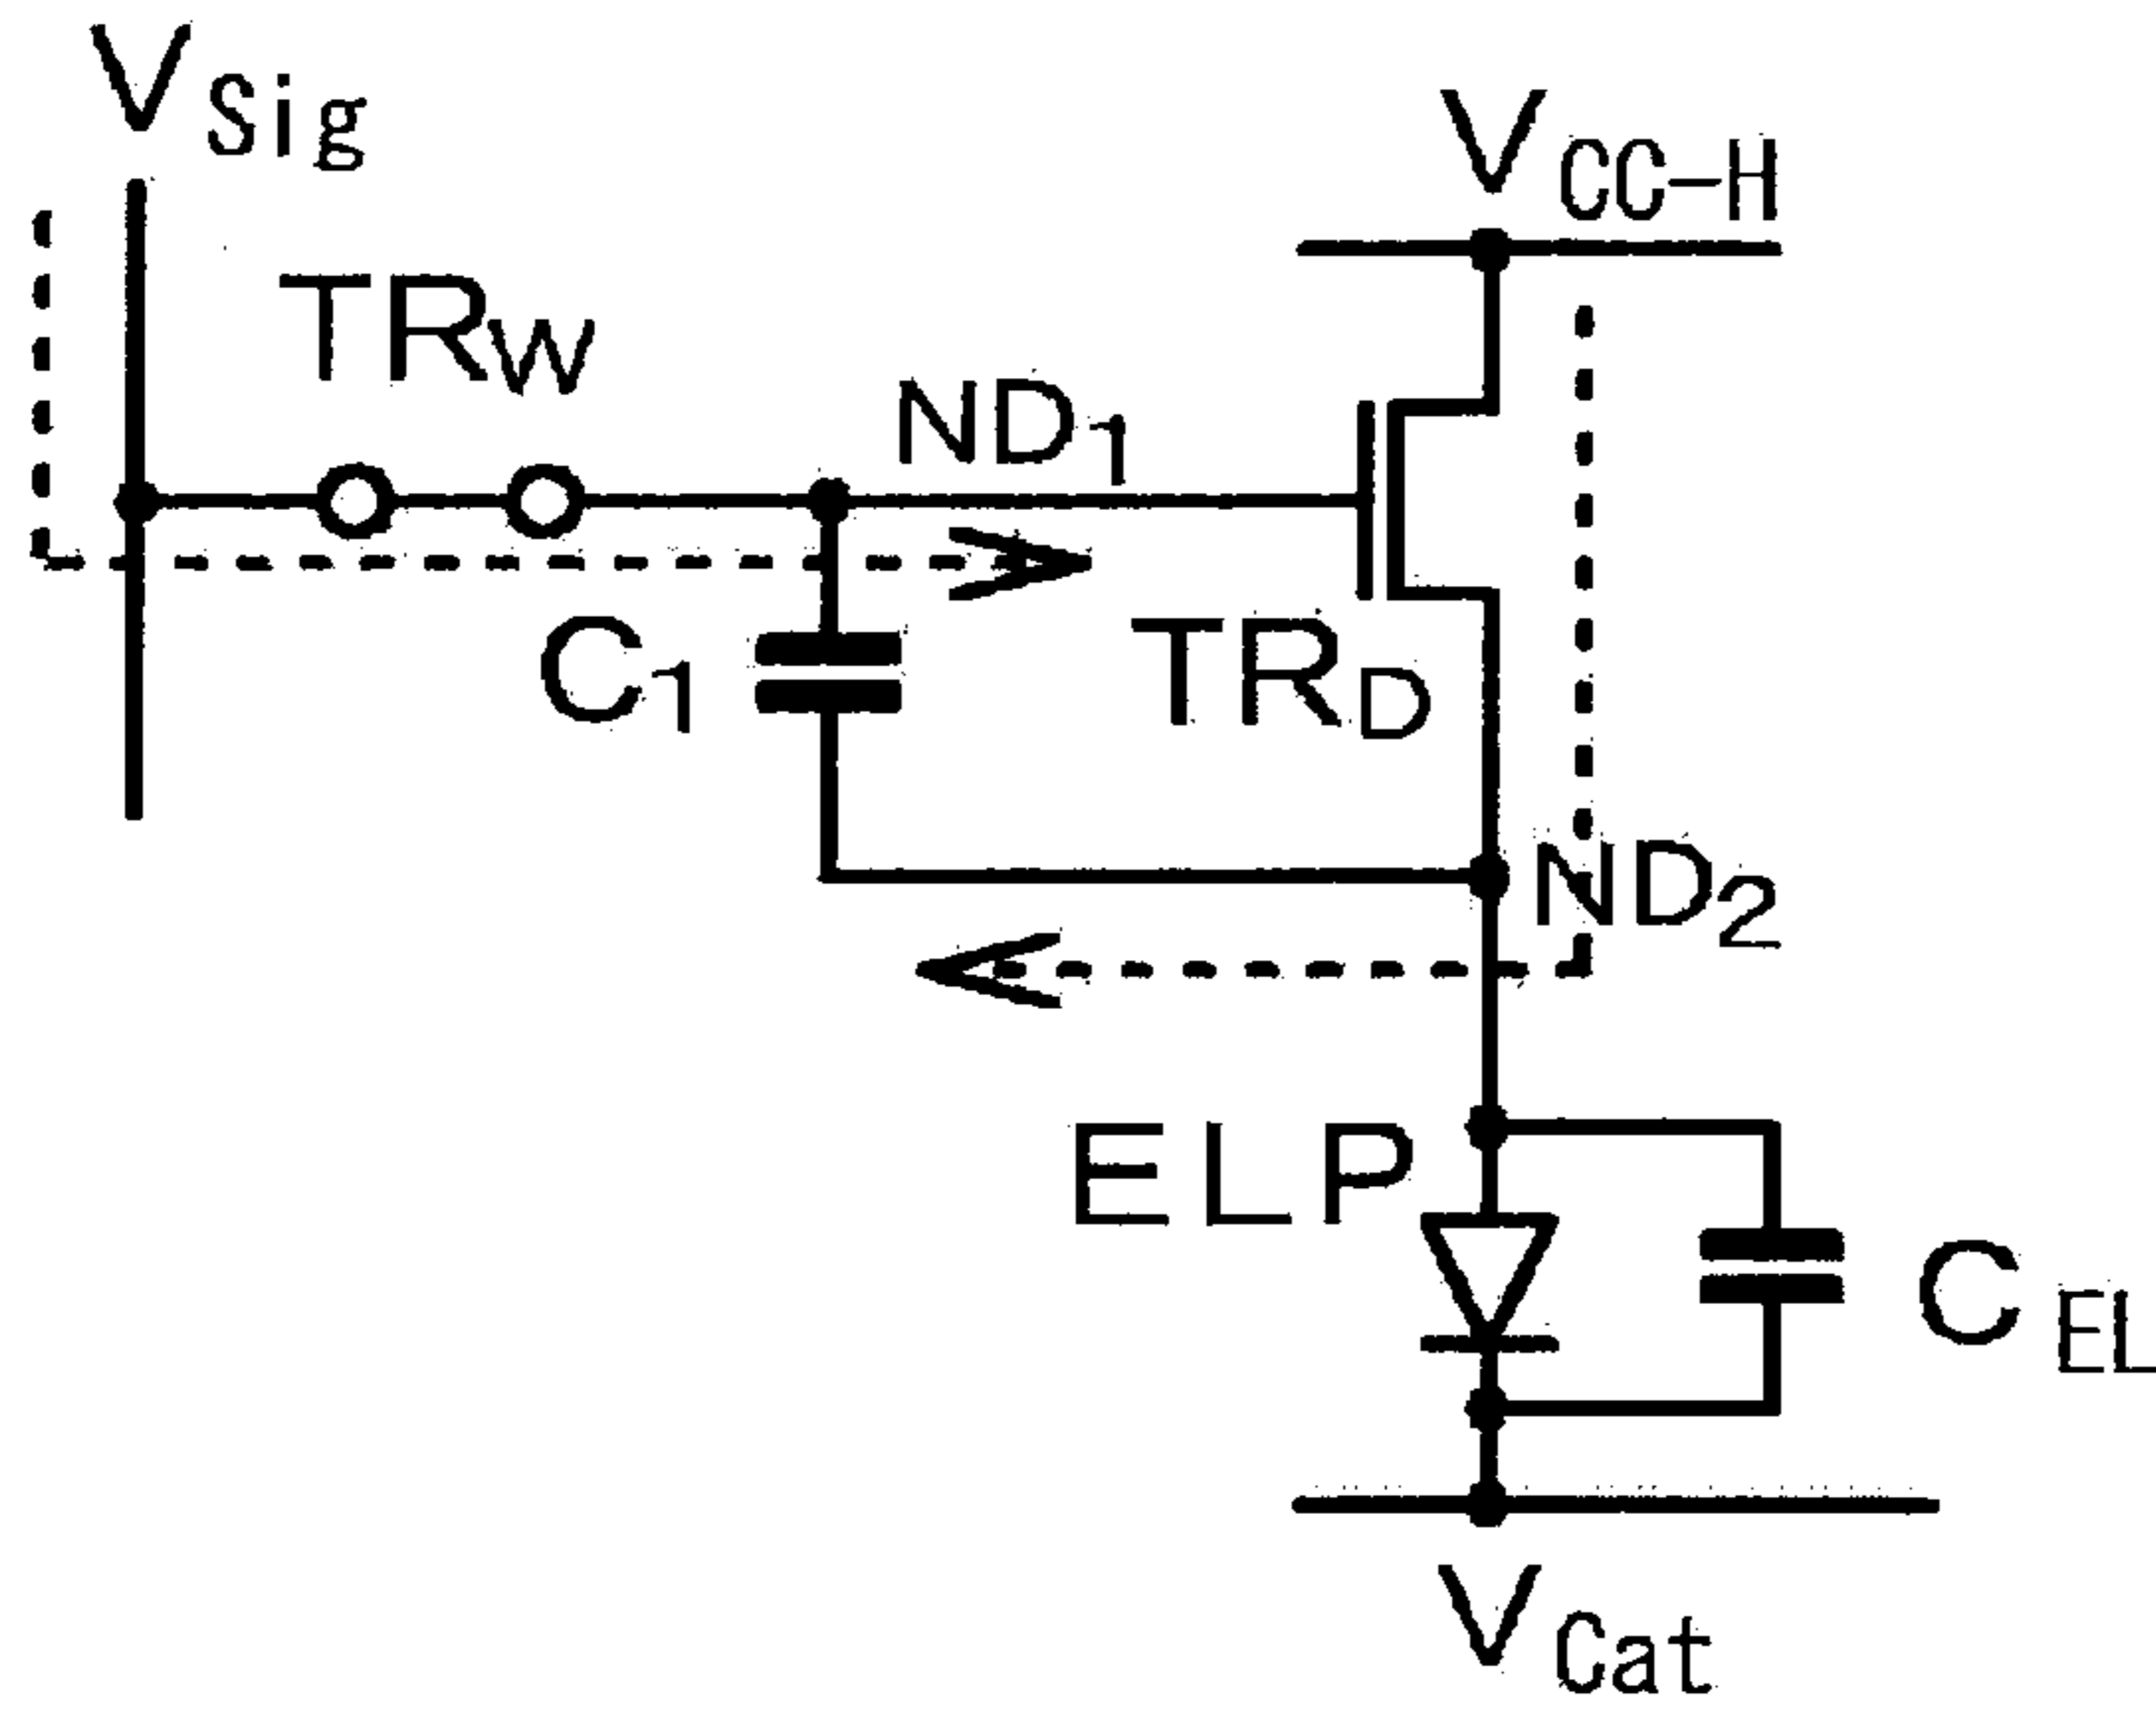 VSig
VCC-H
TRW
ND1
C1
TRD
ND2
ELP
CEL
VCat